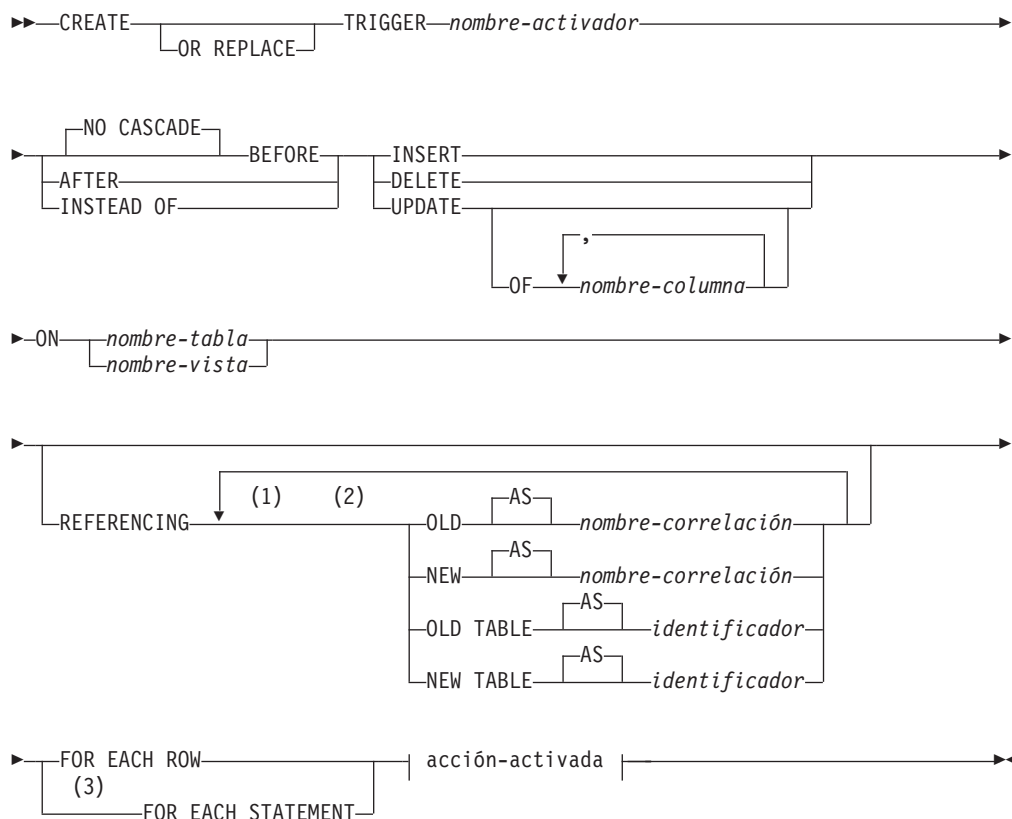 CREATE TRIGGER nombre-activador
OR REPLACE
NO CASCADE
BEFORE INSERT
AFTER DELETE
INSTEAD OF UPDATE
,
OF nombre-columna
ON nombre-tabla
nombre-vista
(1) (2) AS
REFERENCING OLD nombre-correlación
AS
NEW nombre-correlación
AS
OLD TABLE identificador
AS
NEW TABLE identificador
FOR EACH ROW acción-activada
(3)
FOR EACH STATEMENT